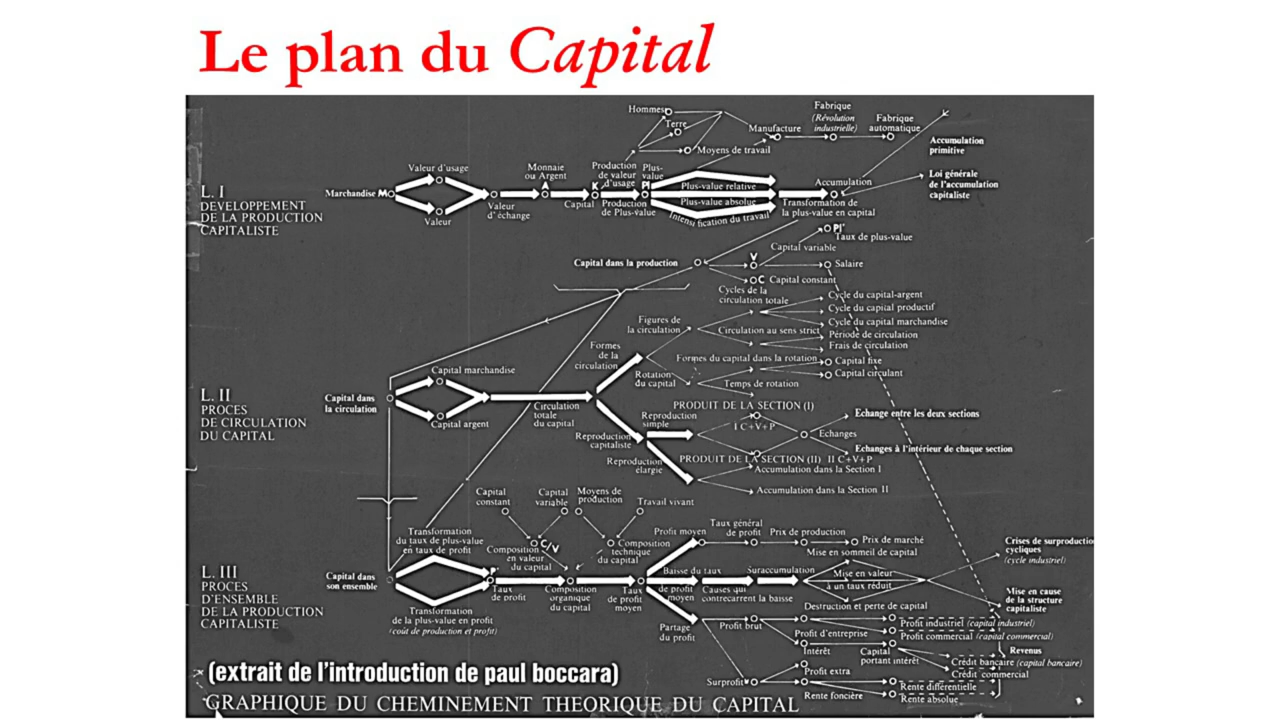 Le plan du Capital
Hommes
Terre
Moyens de travail
Manufacture
Fabrique
(Révolution
industrielle)
Fabrique
automatique
Accumulation
primitive
L. I
DEVELOPPEMENT
DE LA PRODUCTION
CAPITALISTE
Marchandise M
Valeur d'usage
Valeur
Valeur
d'échange
Monnaie
ou Argent
A
K
Capital
Production
de valeur
d'usage
Production
de Plus-value
Plus-
value
Pl
Plus-value relative
Plus-value absolue
Intensification du travail
Accumulation
Transformation de
la plus-value en capital
Loi générale
de l'accumulation
capitaliste
Capital dans la production
V
Capital variable
Pl'
Taux de plus-value
Salaire
C Capital constant
L. II
PROCES
DE CIRCULATION
DU CAPITAL
Capital dans
la circulation
Capital marchandise
Capital argent
Circulation
totale
du capital
Formes
de la
circulation
Figures de
la circulation
Cycles de la
circulation totale
Cycle du capital-argent
Cycle du capital productif
Cycle du capital marchandise
Circulation au sens strict
Période de circulation
Frais de circulation
Rotation
du capital
Formes du capital dans la rotation
Capital fixe
Capital circulant
Temps de rotation
Reproduction
capitaliste
Reproduction
simple
Reproduction
élargie
PRODUIT DE LA SECTION (I)
I C+V+P
Echanges
Echange entre les deux sections
Echanges à l'intérieur de chaque section
PRODUIT DE LA SECTION (II) II C+V+P
Accumulation dans la Section I
Accumulation dans la Section II
L. III
PROCES
D'ENSEMBLE
DE LA PRODUCTION
CAPITALISTE
Capital dans
son ensemble
Transformation
du taux de plus-value
en taux de profit
Transformation
de la plus-value en profit
(coût de production et profit)
P'
Taux
de profit
Capital
constant
Capital
variable
Moyens de
production
Travail vivant
C/V
Composition
en valeur
du capital
Composition
technique
du capital
Composition
organique
du capital
Taux
de profit
moyen
Profit moyen
Taux général
de profit
Prix de production
Prix de marché
Baisse du taux
de profit
moyen
Causes qui
contrecarrent la baisse
Suraccumulation
Mise en sommeil de capital
Mise en valeur
à un taux réduit
Destruction et perte de capital
Crises de surproduction
cycliques
(cycle industriel)
Mise en cause
de la structure
capitaliste
Partage
du profit
Profit brut
Profit d'entreprise
Profit industriel (capital industriel)
Profit commercial (capital commercial)
Intérêt
Capital
portant intérêt
Revenus
Crédit bancaire (capital bancaire)
Crédit commercial
Surprofit
Profit extra
Rente foncière
Rente différentielle
Rente absolue
(extrait de l'introduction de paul boccara)
GRAPHIQUE DU CHEMINEMENT THEORIQUE DU CAPITAL